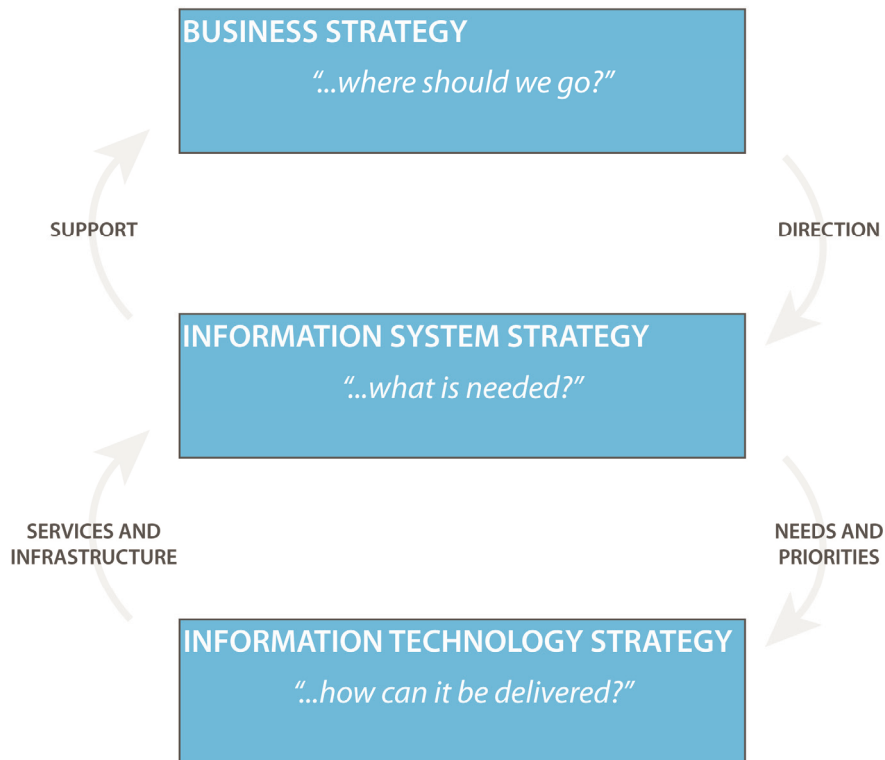 BUSINESS STRATEGY
“...where should we go?”
SUPPORT
DIRECTION
INFORMATION SYSTEM STRATEGY
“...what is needed?”
SERVICES AND
INFRASTRUCTURE
NEEDS AND
PRIORITIES
INFORMATION TECHNOLOGY STRATEGY
“...how can it be delivered?”